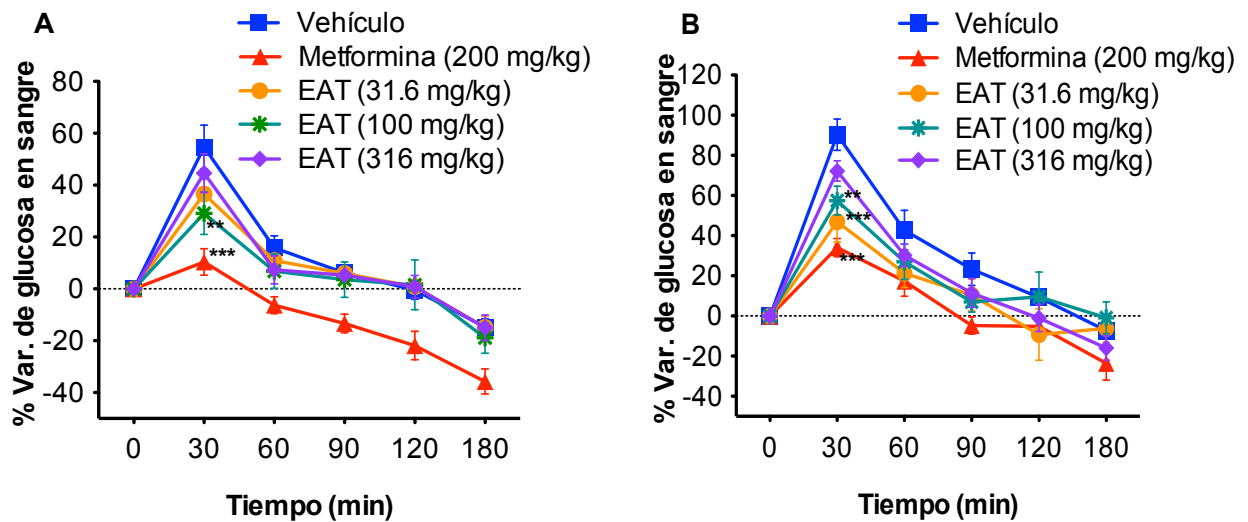 A
Vehículo
Metformina (200 mg/kg)
EAT (31.6 mg/kg)
EAT (100 mg/kg)
EAT (316 mg/kg)
% Var. de glucosa en sangre
80
60
40
20
0
-20
-40
**
***
0 30 60 90 120 180
Tiempo (min)
B
Vehículo
Metformina (200 mg/kg)
EAT (31.6 mg/kg)
EAT (100 mg/kg)
EAT (316 mg/kg)
% Var. de glucosa en sangre
120
100
80
60
40
20
0
-20
-40
**
***
***
0 30 60 90 120 180
Tiempo (min)